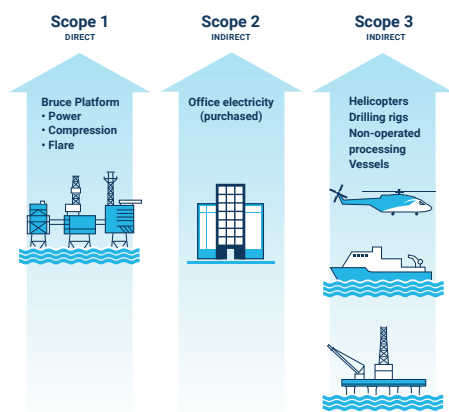 Scope 1
DIRECT
Bruce Platform
• Power
• Compression
• Flare
Scope 2
INDIRECT
Office electricity
(purchased)
Scope 3
INDIRECT
Helicopters
Drilling rigs
Non-operated
processing
Vessels